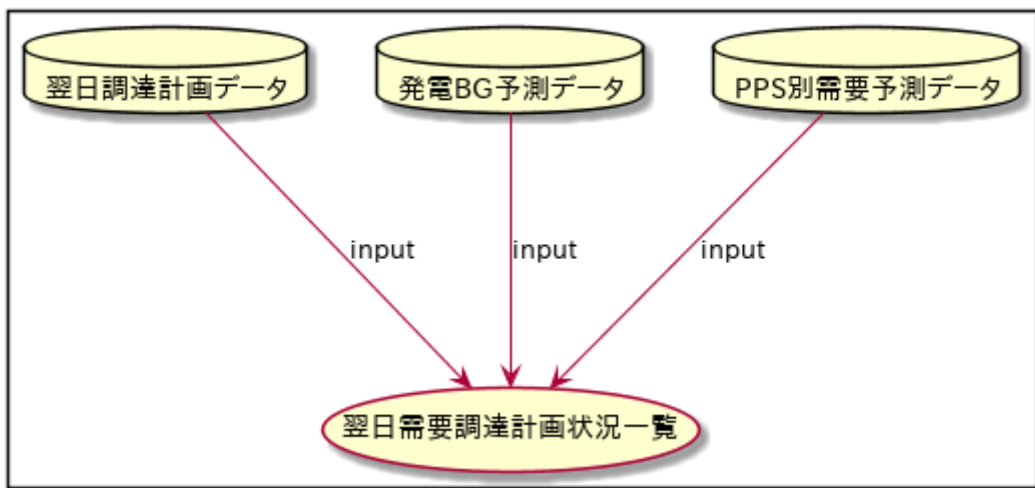 翌日調達計画データ
発電BG予測データ
PPS別需要予測データ
input
input
input
翌日需要調達計画状況一覧